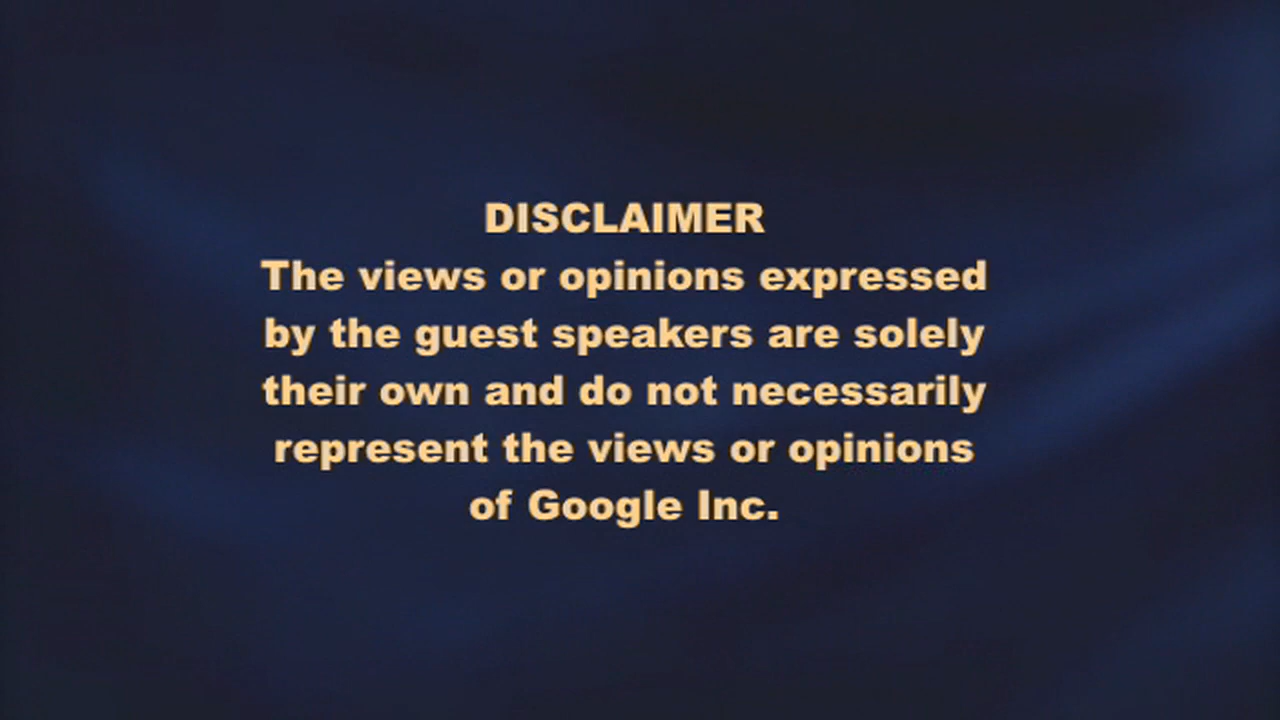 DISCLAIMER
The views or opinions expressed
by the guest speakers are solely
their own and do not necessarily
represent the views or opinions
of Google Inc.